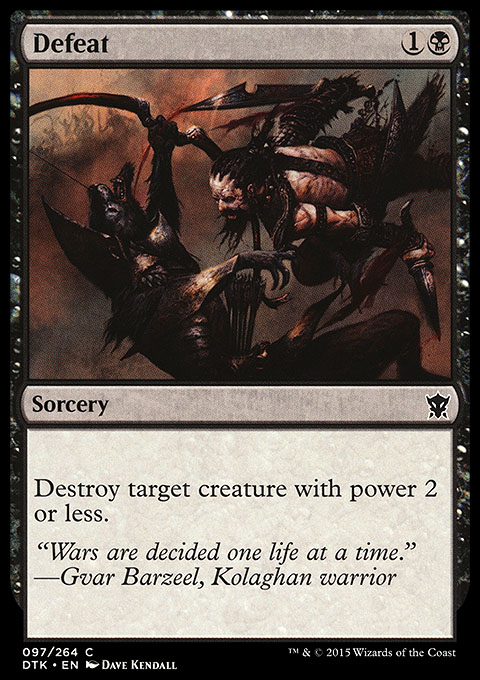 Defeat 1
Sorcery
Destroy target creature with power 2
or less.
“Wars are decided one life at a time.”
—Gvar Barzeel, Kolaghan warrior
097/264 C
DTK • EN Dave Kendall
™ & © 2015 Wizards of the Coast